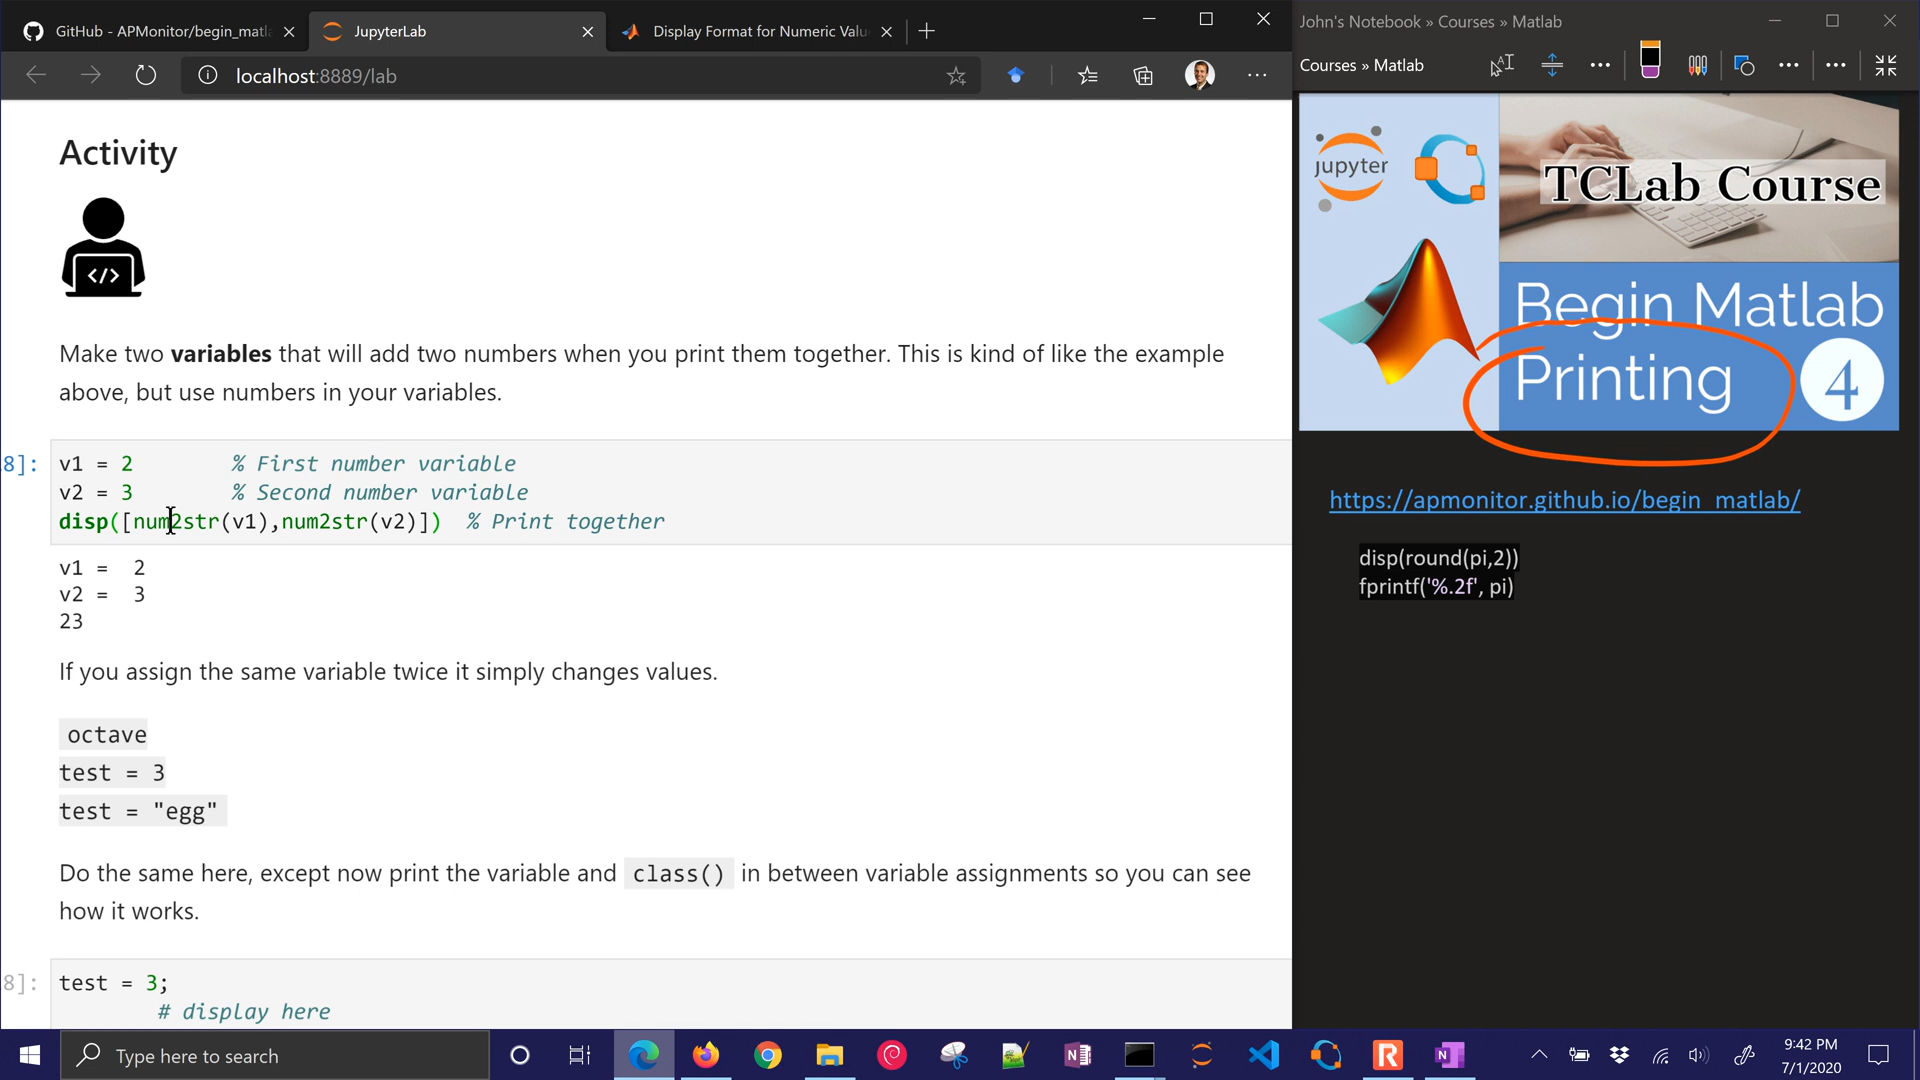 GitHub - APMonitor/begin_matla
JupyterLab
Display Format for Numeric Valu
localhost:8889/lab
Activity
</>
Make two variables that will add two numbers when you print them together. This is kind of like the example
above, but use numbers in your variables.
8]:
v1 = 2 % First number variable
v2 = 3 % Second number variable
disp([num2str(v1),num2str(v2)]) % Print together
v1 = 2
v2 = 3
23
If you assign the same variable twice it simply changes values.
octave
test = 3
test = "egg"
Do the same here, except now print the variable and class() in between variable assignments so you can see
how it works.
8]:
test = 3;
# display here
John's Notebook » Courses » Matlab
Courses » Matlab
jupyter
TCLab Course
Begin Matlab
Printing 4
https://apmonitor.github.io/begin_matlab/
disp(round(pi,2))
fprintf('%.2f', pi)
Type here to search
9:42 PM
7/1/2020